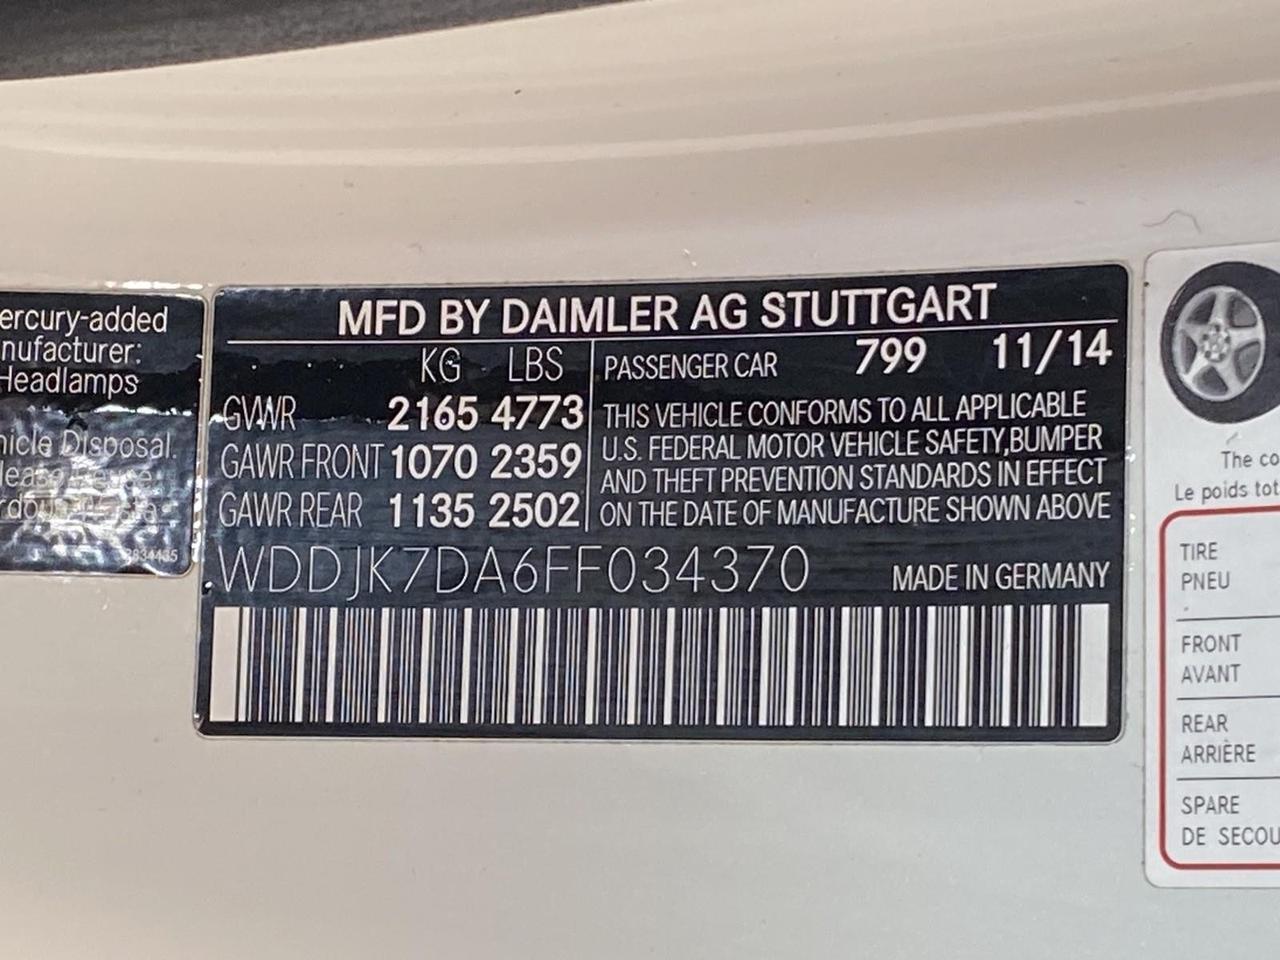 ercury-added
nufacturer:
Headlamps
hicle Disposal.
MFD BY DAIMLER AG STUTTGART
KG LBS
GVWR 2165 4773
GAWR FRONT 1070 2359
GAWR REAR 1135 2502
PASSENGER CAR 799 11/14
THIS VEHICLE CONFORMS TO ALL APPLICABLE
U.S. FEDERAL MOTOR VEHICLE SAFETY,BUMPER
AND THEFT PREVENTION STANDARDS IN EFFECT
ON THE DATE OF MANUFACTURE SHOWN ABOVE
WDDJK7DA6FF034370 MADE IN GERMANY
The co
Le poids tot
TIRE
PNEU
FRONT
AVANT
REAR
ARRIÈRE
SPARE
DE SECOU